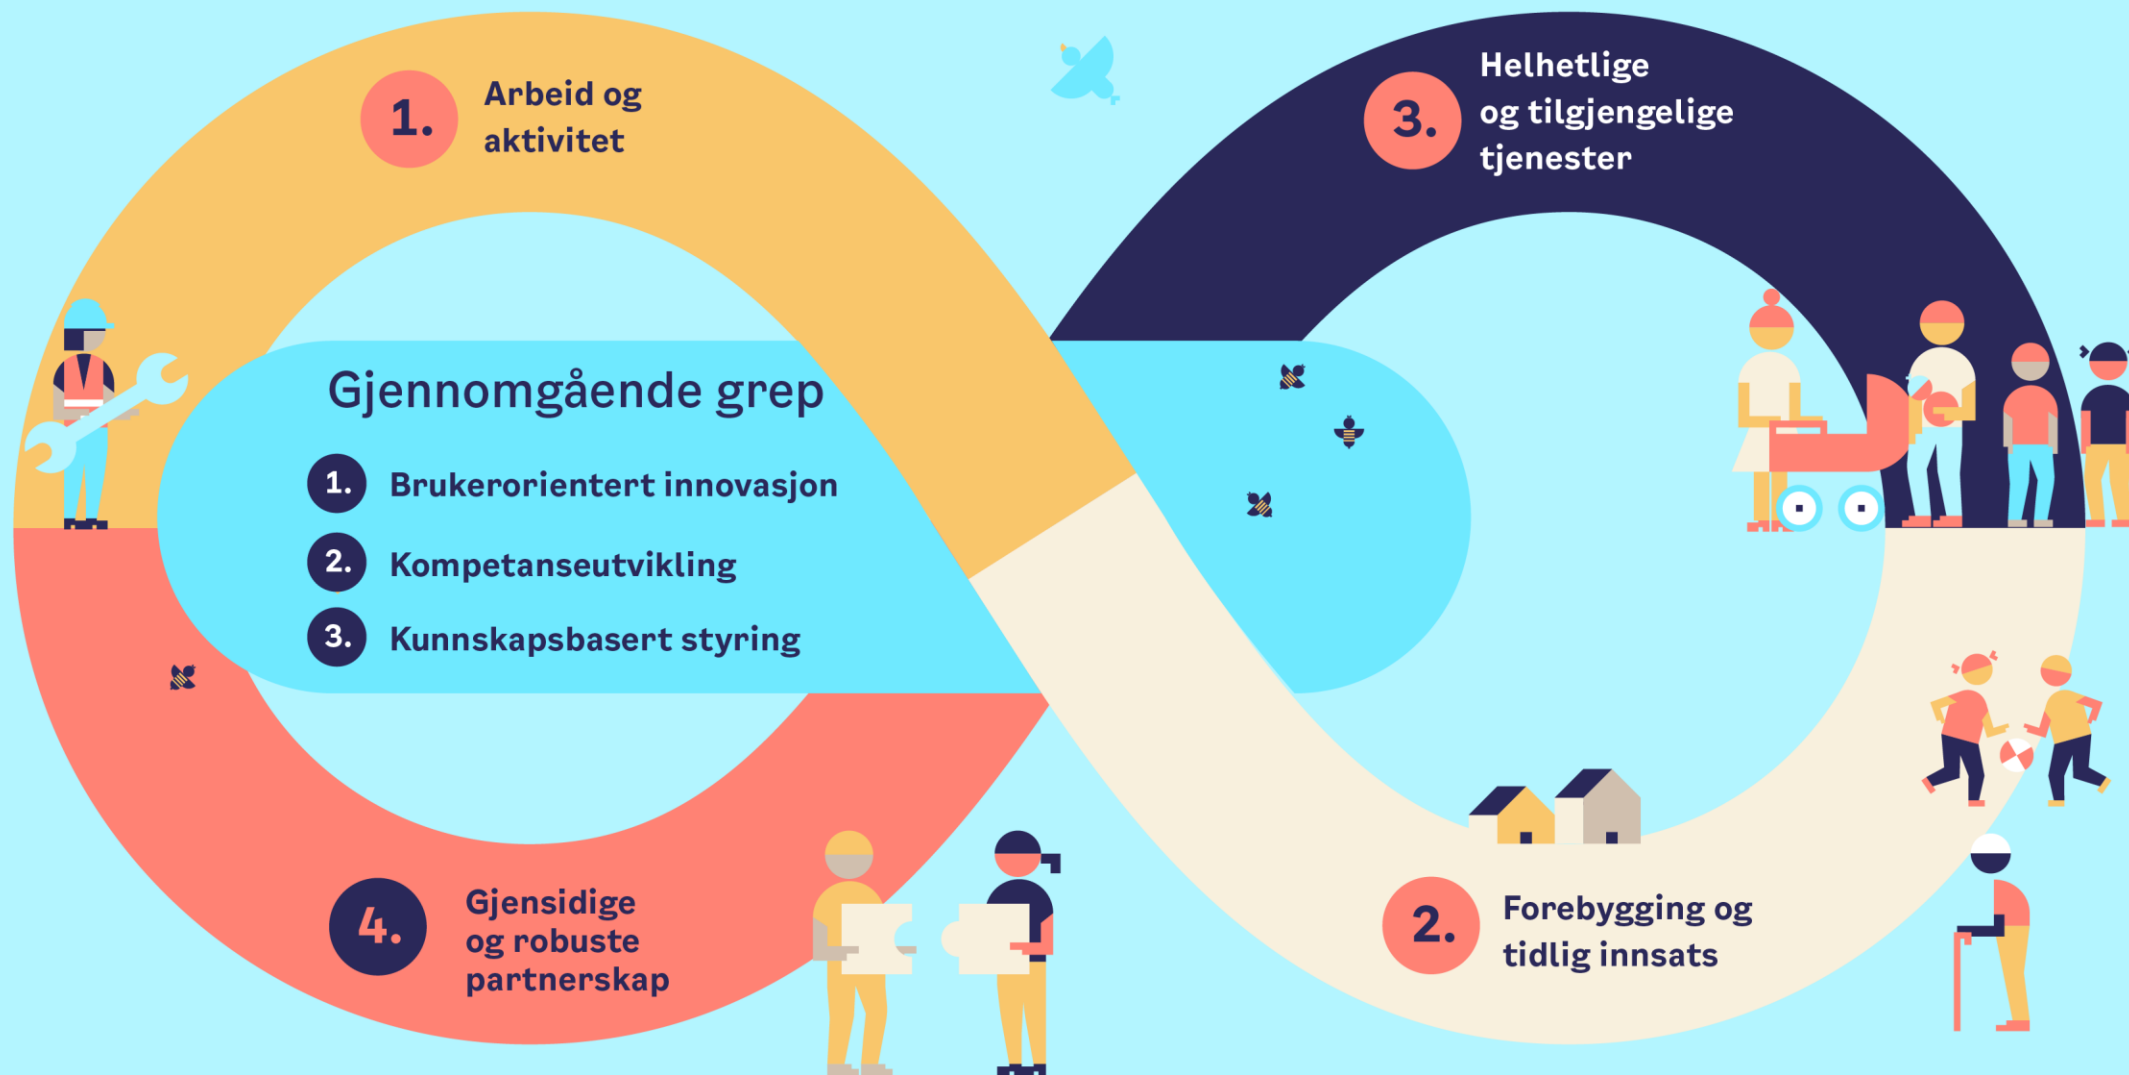 1.
Arbeid og
aktivitet
3.
Helhetlige
og tilgjengelige
tjenester
Gjennomgående grep
1. Brukerorientert innovasjon
2. Kompetanseutvikling
3. Kunnskapsbasert styring
4.
Gjensidige
og robuste
partnerskap
2.
Forebygging og
tidlig innsats